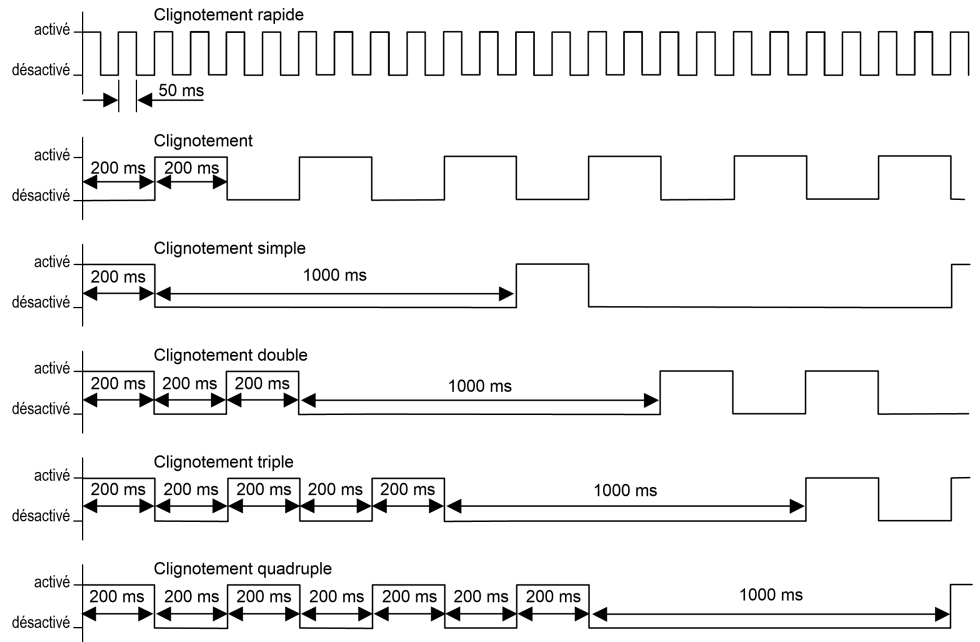 Clignotement rapide
activé
désactivé
50 ms
Clignotement
activé
200 ms 200 ms
désactivé
Clignotement simple
activé
200 ms 1000 ms
désactivé
Clignotement double
activé
200 ms 200 ms 200 ms 1000 ms
désactivé
Clignotement triple
activé
200 ms 200 ms 200 ms 200 ms 200 ms 1000 ms
désactivé
Clignotement quadruple
activé
200 ms 200 ms 200 ms 200 ms 200 ms 200 ms 200 ms 1000 ms
désactivé